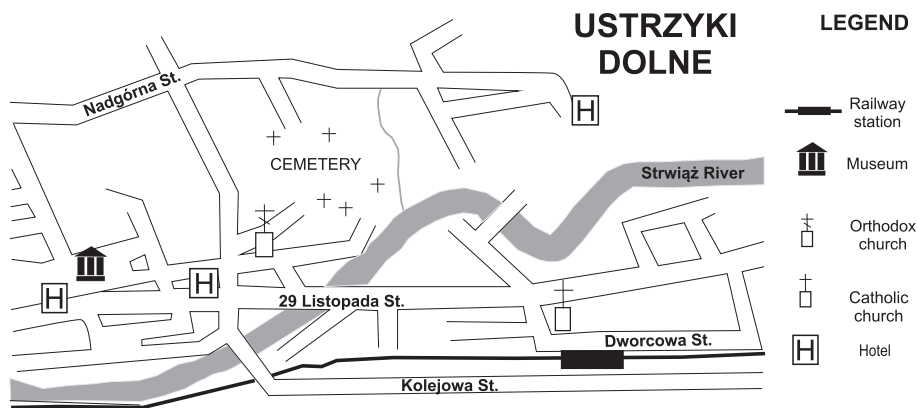 USTRZYKI
DOLNE
LEGEND
Railway
station
Museum
Orthodox
church
Catholic
church
H
Hotel
Nadgórna St.
H
CEMETERY
Strwiąż River
H
H
29 Listopada St.
Dworcowa St.
Kolejowa St.